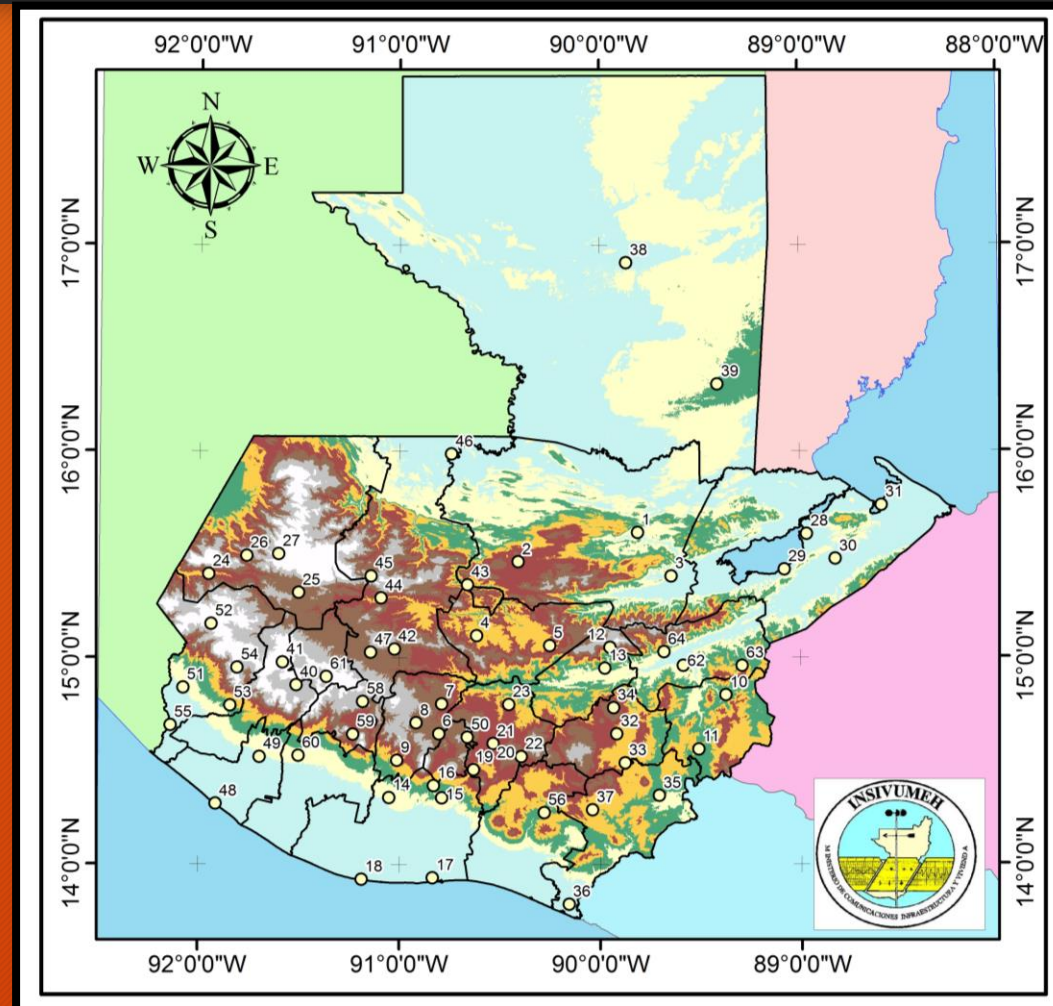 92°0'0"W 91°0'0"W 90°0'0"W 89°0'0"W 88°0'0"W
N
W E
S
17°0'0"N 17°0'0"N
38
39
16°0'0"N 16°0'0"N
46
31
1 28
26 27 2 29 30
24 45 3
25 44 43
52 4
47 42 5 12 64
15°0'0"N 15°0'0"N
54 41 61 13 62 63
51 40 58 7 23 10
53 34
55 59 8 6 50 32
49 60 9 21 11
20 22 33
16 19
48 14 15 35
56 37
14°0'0"N 14°0'0"N
18 17
36
INSIVUMEH
MINISTERIO DE COMUNICACIONES INFRAESTRUCTURA Y VIVIENDA
92°0'0"W 91°0'0"W 90°0'0"W 89°0'0"W